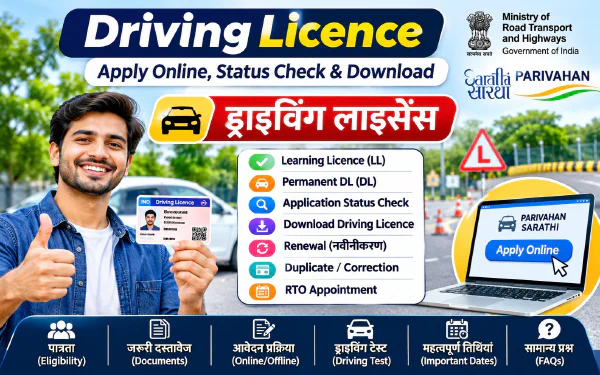 Driving Licence
Apply Online, Status Check & Download
ड्राइविंग लाइसेंस
Ministry of
Road Transport
and Highways
Government of India
सारथी
PARIVAHAN
Learning Licence (LL)
Permanent DL (DL)
Application Status Check
Download Driving Licence
Renewal (नवीनीकरण)
Duplicate / Correction
RTO Appointment
Driving Licence
L
PARIVAHAN
SARATHI
Apply Online
पात्रता
(Eligibility)
जरूरी दस्तावेज
(Documents)
आवेदन प्रक्रिया
(Online/Offline)
ड्राइविंग टेस्ट
(Driving Test)
महत्वपूर्ण तिथियां
(Important Dates)
सामान्य प्रश्न
(FAQs)